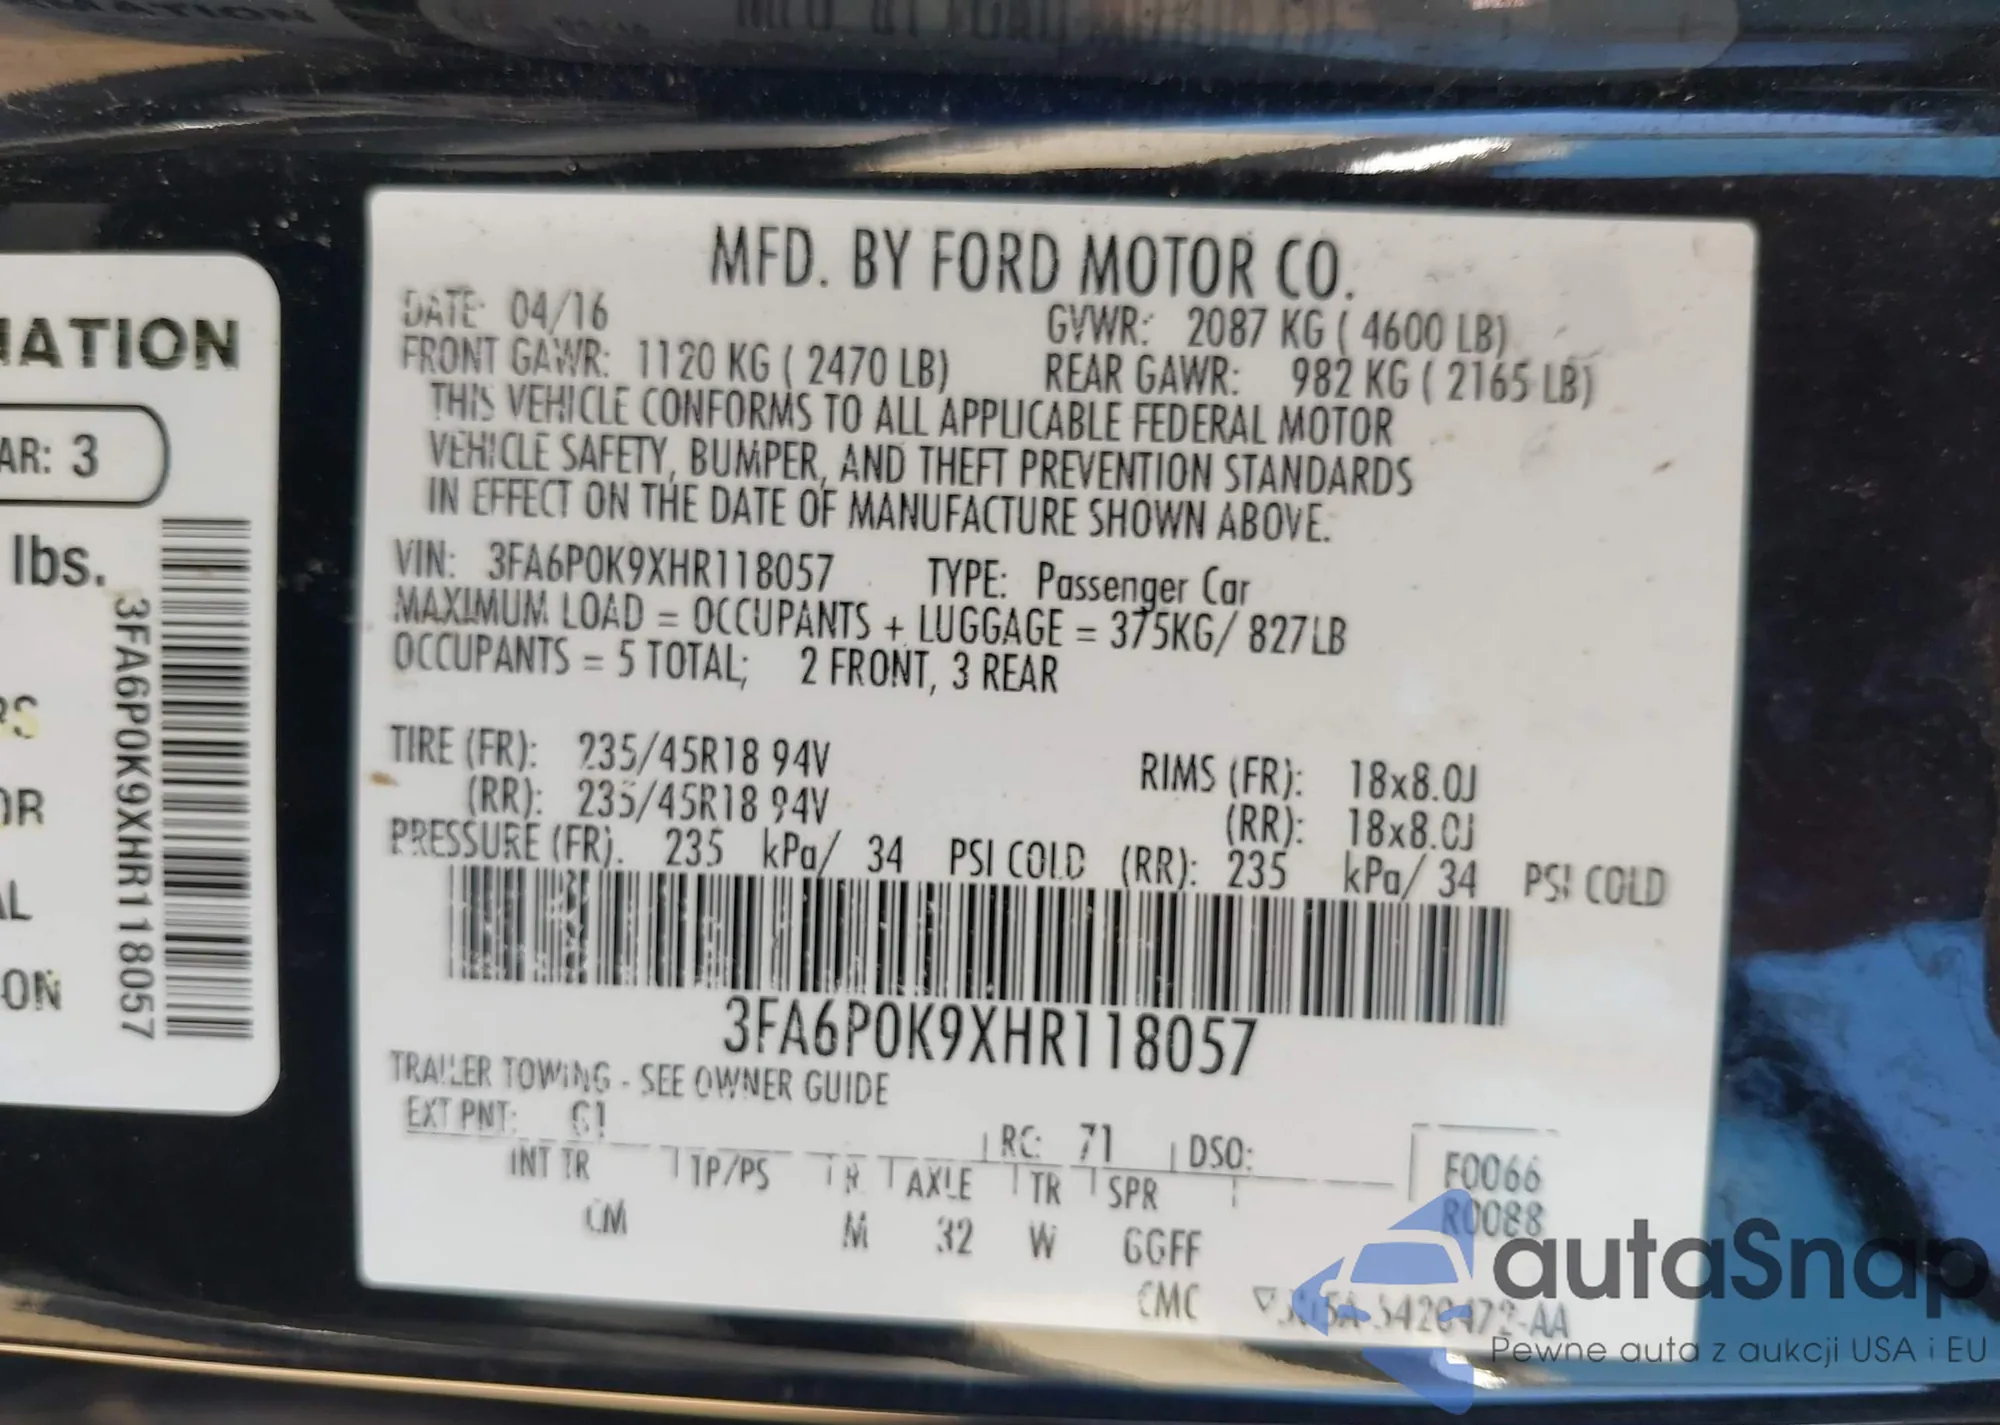 MFD. BY FORD MOTOR CO.
DATE: 04/16 GVWR: 2087 KG ( 4600 LB)
FRONT GAWR: 1120 KG ( 2470 LB) REAR GAWR: 982 KG ( 2165 LB)
THIS VEHICLE CONFORMS TO ALL APPLICABLE FEDERAL MOTOR
VEHICLE SAFETY, BUMPER, AND THEFT PREVENTION STANDARDS
IN EFFECT ON THE DATE OF MANUFACTURE SHOWN ABOVE.
VIN: 3FA6P0K9XHR118057 TYPE: Passenger Car
MAXIMUM LOAD = OCCUPANTS + LUGGAGE = 375KG/ 827LB
OCCUPANTS = 5 TOTAL; 2 FRONT, 3 REAR
TIRE (FR): 235/45R18 94V RIMS (FR): 18x8.0J
(RR): 235/45R18 94V (RR): 18x8.0J
PRESSURE (FR): 235 kPa/ 34 PSI COLD (RR): 235 kPa/ 34 PSI COLD
3FA6P0K9XHR118057
TRAILER TOWING - SEE OWNER GUIDE
EXT PNT: G1 RC: 71 DSO: F0066
INT TR TP/PS R AXLE TR SPR R0088
CM M 32 W GGFF
CMC
MATION
AR: 3
lbs.
3FA6P0K9XHR118057
RS
OR
AL
ON
autaSnap
Pewne auta z aukcji USA i EU